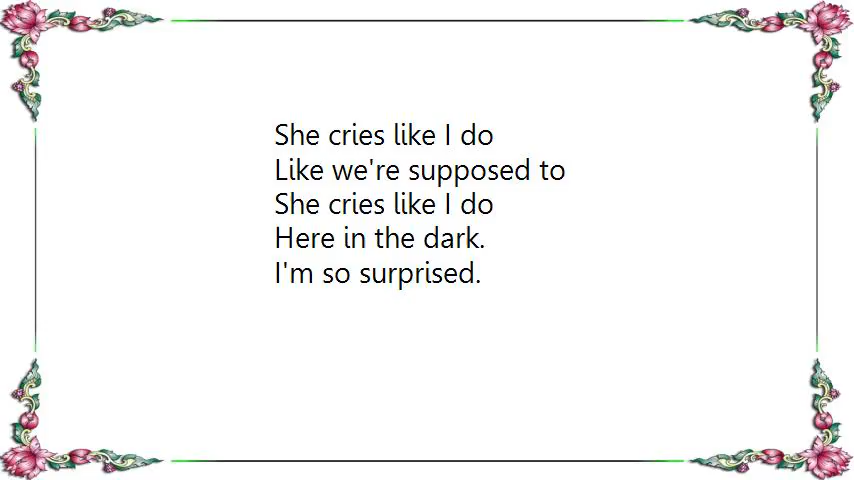 She cries like I do
Like we're supposed to
She cries like I do
Here in the dark.
I'm so surprised.